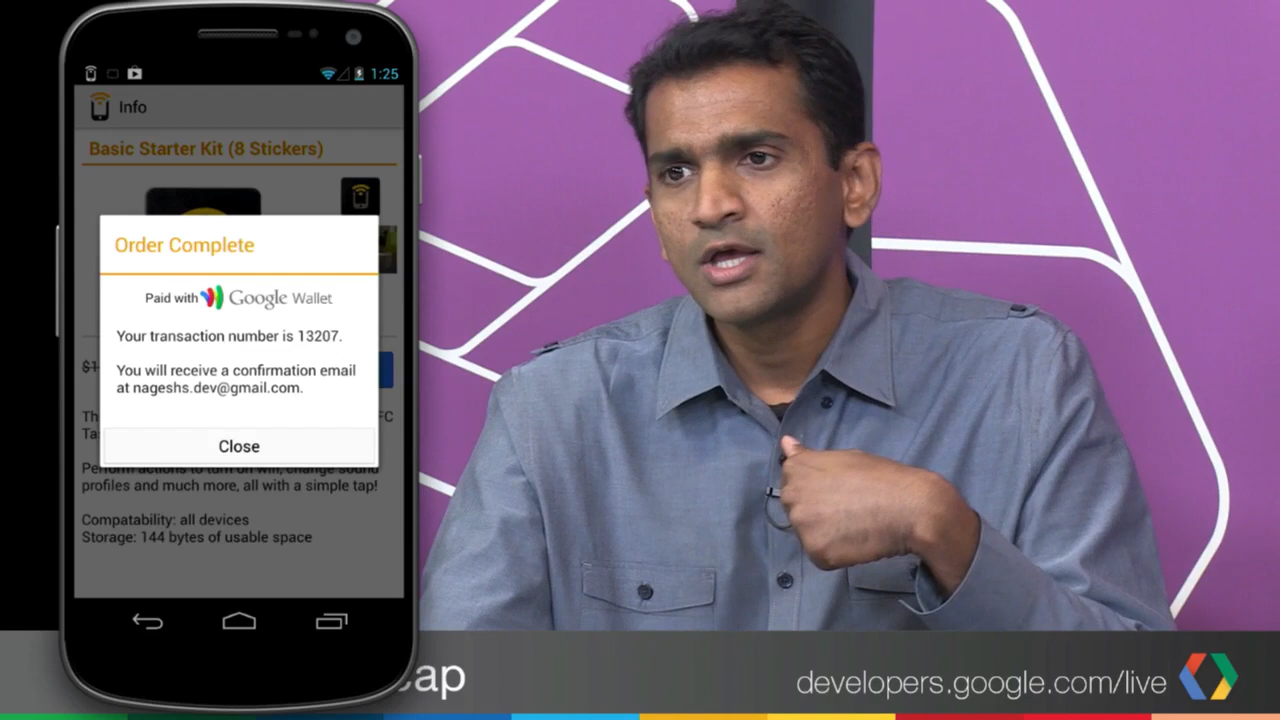 1:25
Info
Basic Starter Kit (8 Stickers)
Order Complete
Paid with Google Wallet
Your transaction number is 13207.
You will receive a confirmation email
at nageshs.dev@gmail.com.
Close
profiles and much more, all with a simple tap!
Compatability: all devices
Storage: 144 bytes of usable space
developers.google.com/live